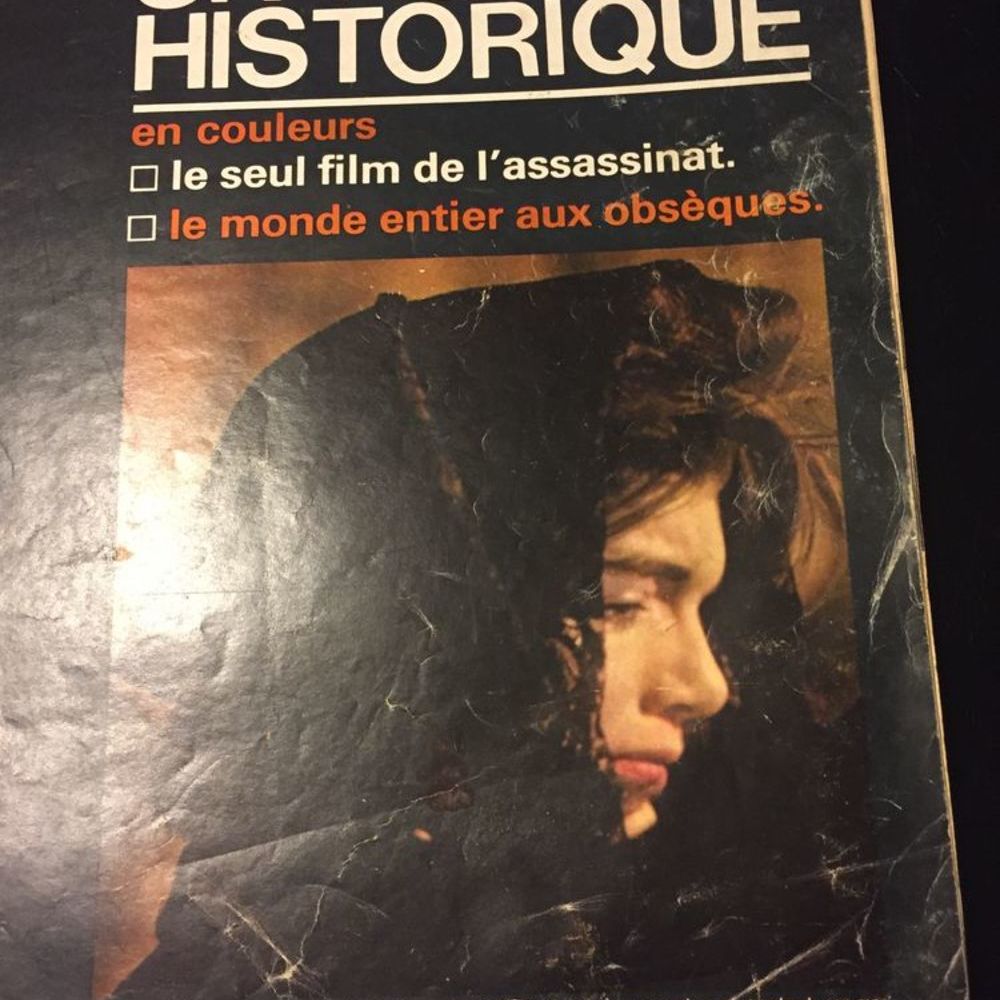 HISTORIQUE
en couleurs
□ le seul film de l'assassinat.
□ le monde entier aux obsèques.